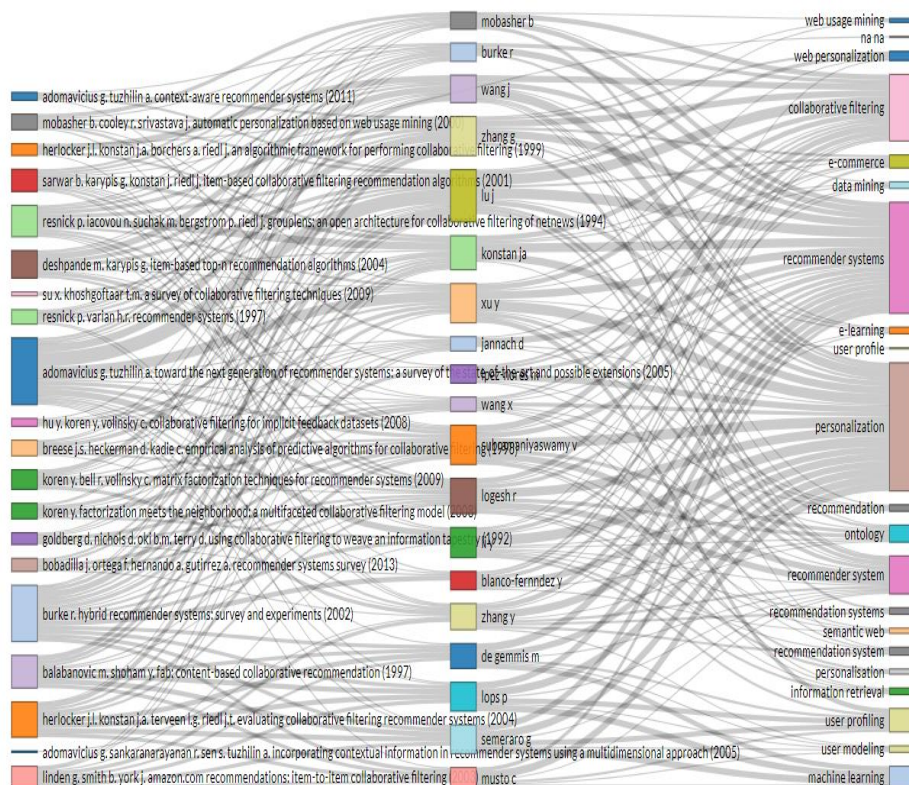 adomavicius g. tuzhilin a. context-aware recommender systems (2011)
mobasher b. cooley r. srivastava j. automatic personalization based on web usage mining (2000)
herlocker j.l. konstan j.a. borchers a. riedl j. an algorithmic framework for performing collaborative filtering (1999)
sarwar b. karypis g. konstan j. riedl j. item-based collaborative filtering recommendation algorithms (2001)
resnick p. iacovou n. suchak m. bergstrom p. riedl j. grouplens: an open architecture for collaborative filtering of netnews (1994)
deshpande m. karypis g. item-based top-n recommendation algorithms (2004)
su x. khoshgoftaar t.m. a survey of collaborative filtering techniques (2009)
resnick p. varian h.r. recommender systems (1997)
adomavicius g. tuzhilin a. toward the next generation of recommender systems: a survey of the state-of-the-art and possible extensions (2005)
hu y. koren y. volinsky c. collaborative filtering for implicit feedback datasets (2008)
breese j.s. heckerman d. kadie c. empirical analysis of predictive algorithms for collaborative filtering (1998)
koren y. bell r. volinsky c. matrix factorization techniques for recommender systems (2009)
koren y. factorization meets the neighborhood: a multifaceted collaborative filtering model (2008)
goldberg d. nichols d. oki b.m. terry d. using collaborative filtering to weave an information tapestry (1992)
bobadilla j. ortega f. hernando a. gutirrez a. recommender systems survey (2013)
burke r. hybrid recommender systems: survey and experiments (2002)
balabanovic m. shoham y. fab: content-based collaborative recommendation (1997)
herlocker j.l. konstan j.a. terveen l.g. riedl j.t. evaluating collaborative filtering recommender systems (2004)
adomavicius g. sankaranarayanan r. sen s. tuzhilin a. incorporating contextual information in recommender systems using a multidimensional approach (2005)
linden g. smith b. york j. amazon.com recommendations: item-to-item collaborative filtering (2003)
mobasher b
burke r
wang j
zhang g
lu j
konstan ja
xu y
jannach d
lpez-nores m
wang x
subramaniyaswamy v
logesh r
y
blanco-fernndez y
zhang y
de gemmis m
lops p
semeraro g
musto c
web usage mining
na na
web personalization
collaborative filtering
e-commerce
data mining
recommender systems
e-learning
user profile
personalization
recommendation
ontology
recommender system
recommendation systems
semantic web
recommendation system
personalisation
information retrieval
user profiling
user modeling
machine learning